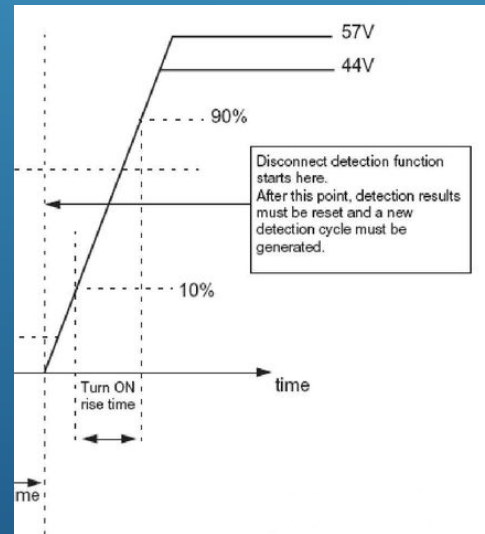 57V
44V
90%
Disconnect detection function
starts here.
After this point, detection results
must be reset and a new
detection cycle must be
generated.
10%
time
Turn ON
rise time
me